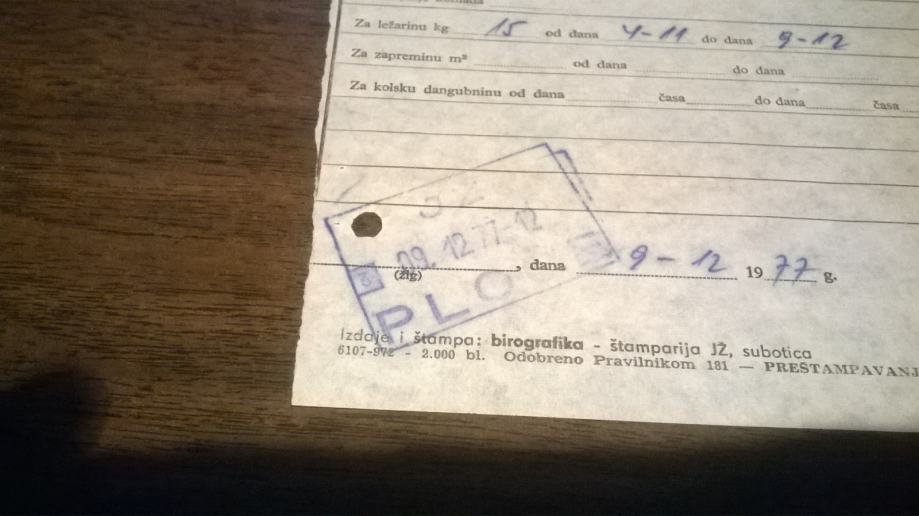 Za ležarinu kg 15 od dana 4-11 do dana 9-12
Za zapreminu m³ od dana do dana
Za kolsku dangubninu od dana časa do dana časa
09.12.77-12
(žig) , dana 9-12 1977 g.
PLO
Izdaje i štampa: birografika - štamparija JŽ, subotica
6107-972 - 2.000 bl. Odobreno Pravilnikom 181 — PREŠTAMPAVANJ